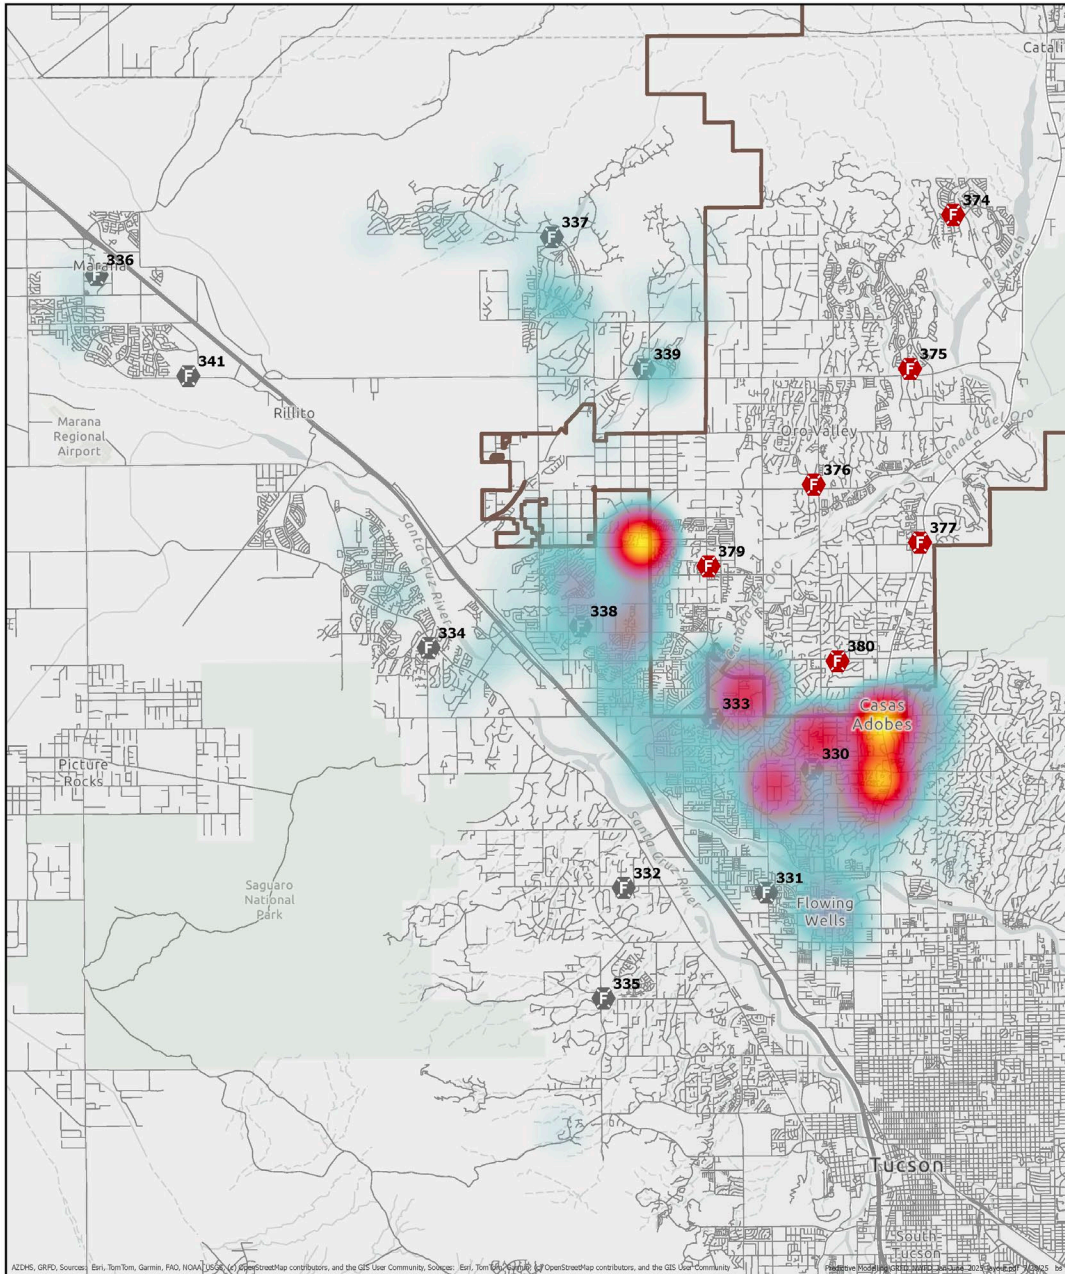 Catali
374
337
Big Wash
336
Marana
375
339
341
Rillito
Marana
Regional
Airport
Oro Valley
Canada del Oro
376
377
379
Santa Cruz River
338
334
380
333
Casas
Adobes
330
Picture
Rocks
Santa Cruz River
332
331
Saguaro
National
Park
Flowing
Wells
335
Tucson
South
Tucson
AZDHS, GRFD, Sources: Esri, TomTom, Garmin, FAO, NOAA, USGS, (c) OpenStreetMap contributors, and the GIS User Community, Sources: Esri, TomTom, Garmin, (c) OpenStreetMap contributors, and the GIS User Community